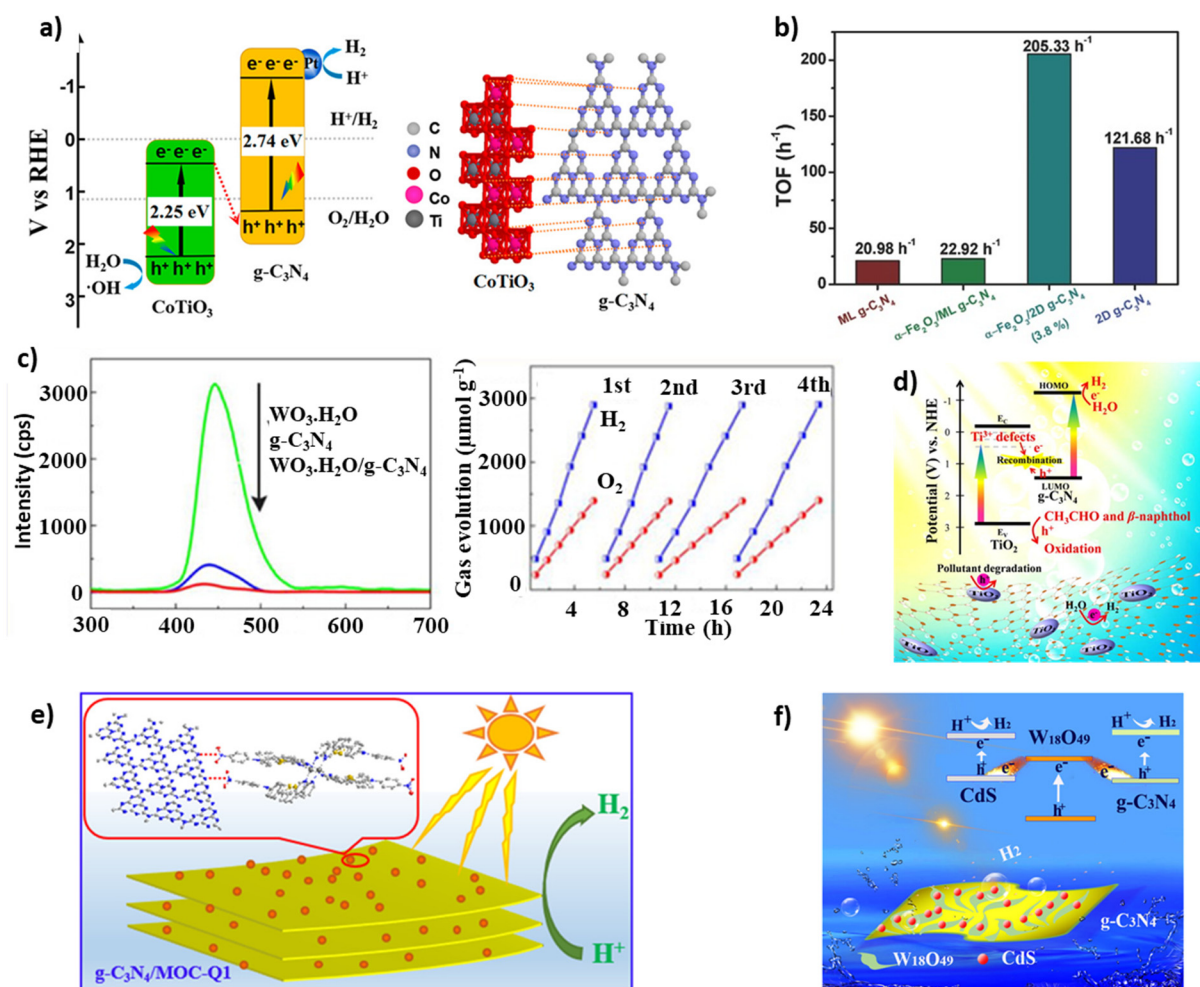 a)
V vs RHE
-1
0
1
2
3
e⁻ e⁻ e⁻
2.25 eV
h⁺ h⁺ h⁺
H₂O
·OH
CoTiO₃
e⁻ e⁻ e⁻
Pt
H₂
H⁺
2.74 eV
h⁺ h⁺ h⁺
g-C₃N₄
H⁺/H₂
O₂/H₂O
C
N
O
Co
Ti
CoTiO₃
g-C₃N₄
b)
TOF (h⁻¹)
200
150
100
50
0
20.98 h⁻¹
22.92 h⁻¹
205.33 h⁻¹
121.68 h⁻¹
ML g-C₃N₄
α-Fe₂O₃/ML g-C₃N₄
α-Fe₂O₃/2D g-C₃N₄
(3.8 %)
2D g-C₃N₄
c)
Intensity (cps)
3000
2000
1000
0
300 400 500 600 700
WO₃.H₂O
g-C₃N₄
WO₃.H₂O/g-C₃N₄
Gas evolution (μmol g⁻¹)
3000
2000
1000
0
1st 2nd 3rd 4th
H₂
O₂
4 8 12 16 20 24
Time (h)
d)
Potential (V) vs. NHE
-1
0
1
2
3
HOMO
H₂
e⁻
H₂O
E_C
Ti³⁺ defects
e⁻
Recombination
h⁺
LUMO
g-C₃N₄
CH₃CHO and β-naphthol
h⁺
Oxidation
E_V
TiO₂
Pollutant degradation
h
TiO
H₂O
e
H₂
TiO
TiO
TiO
TiO
e)
H₂
H⁺
g-C₃N₄/MOC-Q1
f)
H⁺ H₂
e⁻
h⁺
e⁻
CdS
W₁₈O₄₉
e⁻
h⁺
H⁺ H₂
e⁻
e⁻
h⁺
g-C₃N₄
H₂
g-C₃N₄
W₁₈O₄₉
CdS